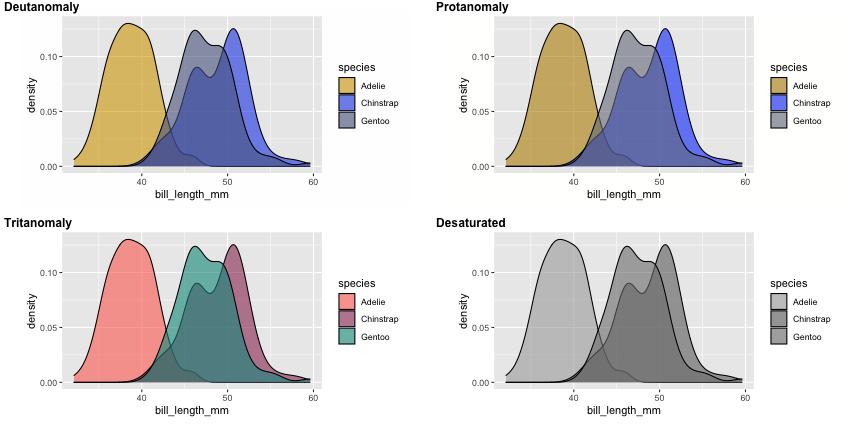 Deutanomaly
density
0.10
0.05
0.00
40
50
60
bill_length_mm
species
Adelie
Chinstrap
Gentoo
Protanomaly
density
0.10
0.05
0.00
40
50
60
bill_length_mm
species
Adelie
Chinstrap
Gentoo
Tritanomaly
density
0.10
0.05
0.00
40
50
60
bill_length_mm
species
Adelie
Chinstrap
Gentoo
Desaturated
density
0.10
0.05
0.00
40
50
60
bill_length_mm
species
Adelie
Chinstrap
Gentoo